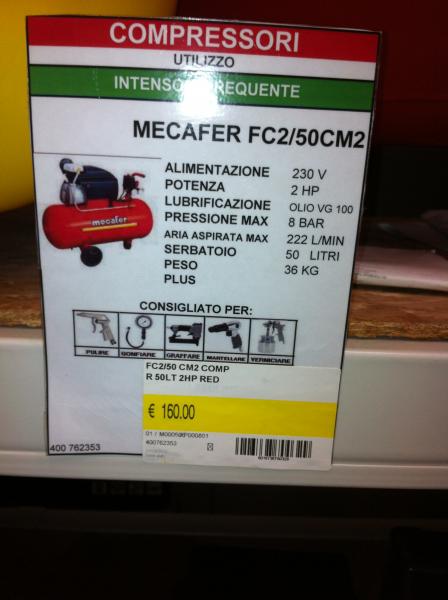 COMPRESSORI
UTILIZZO
INTENSO FREQUENTE
MECAFER FC2/50CM2
mecafer
ALIMENTAZIONE 230 V
POTENZA 2 HP
LUBRIFICAZIONE OLIO VG 100
PRESSIONE MAX 8 BAR
ARIA ASPIRATA MAX 222 L/MIN
SERBATOIO 50 LITRI
PESO 36 KG
PLUS
CONSIGLIATO PER:
PULIRE GONFIARE GRAFFARE MARTELLARE VERNICIARE
FC2/50 CM2 COMP
R 50LT 2HP RED
€ 160.00
400762353
400 762353